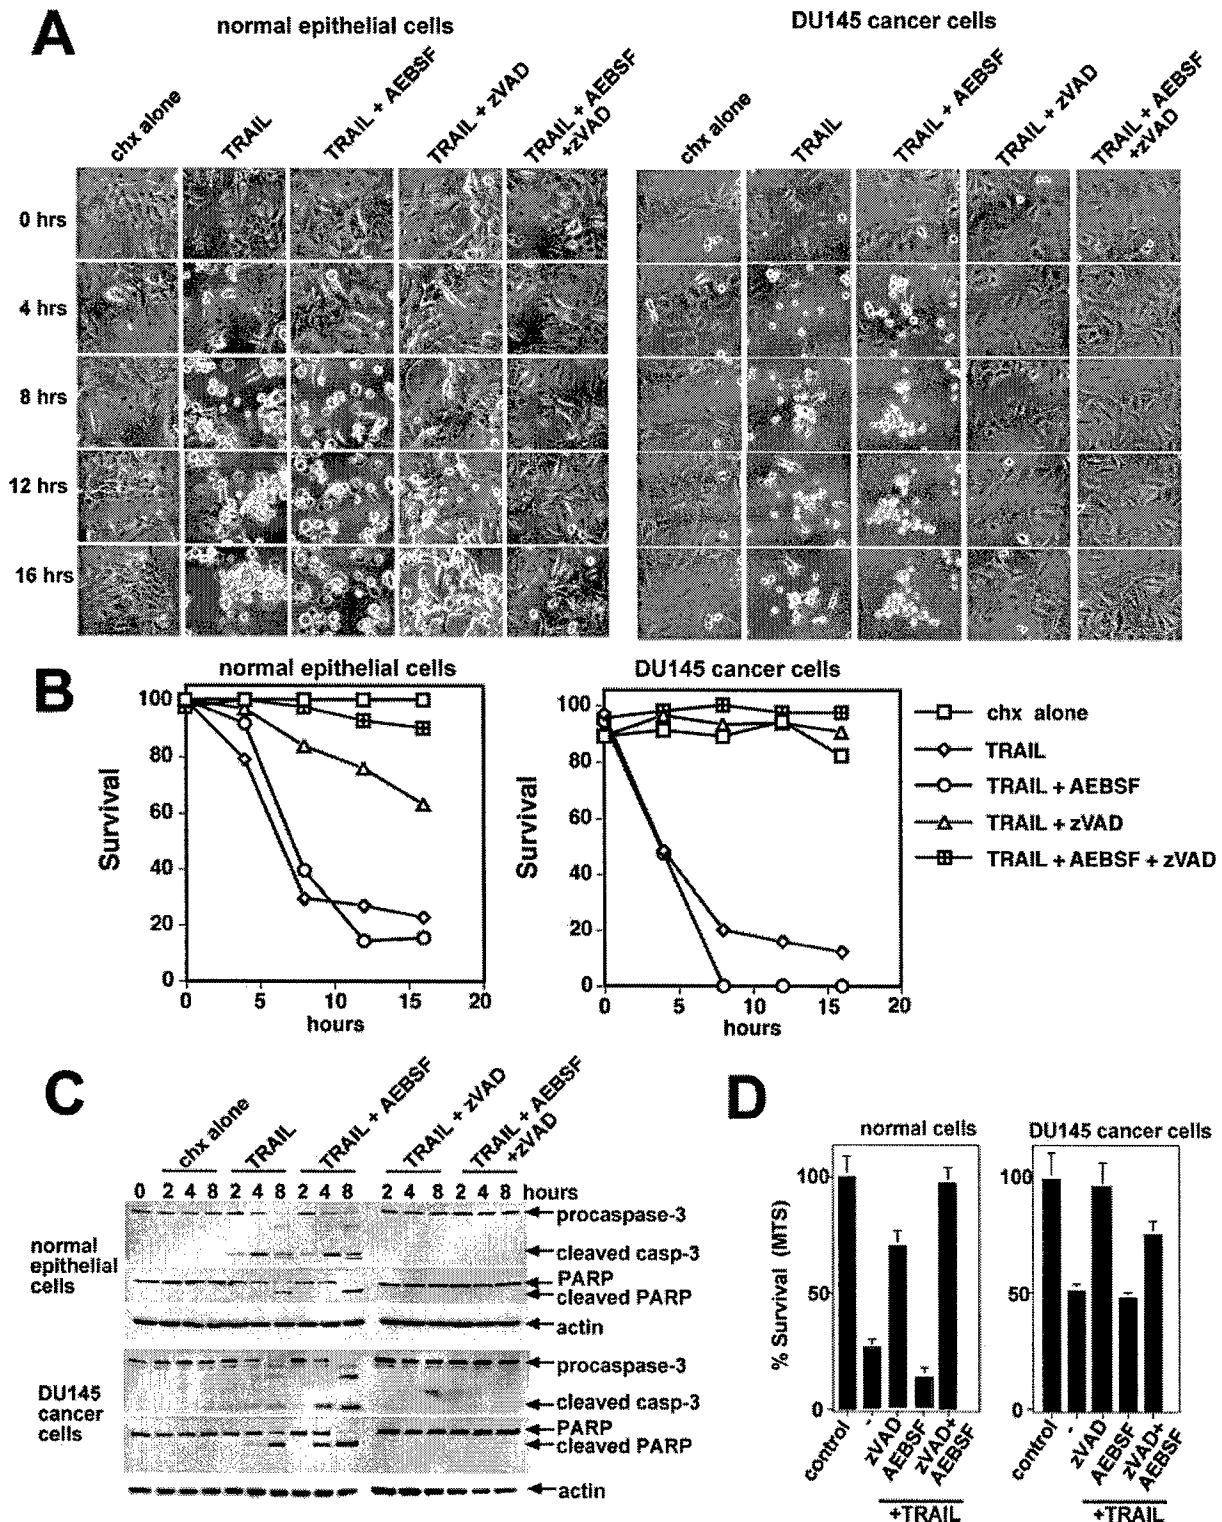 A
normal epithelial cells
DU145 cancer cells
chx alone
TRAIL
TRAIL + AEBSF
TRAIL + zVAD
TRAIL + AEBSF
+zVAD
chx alone
TRAIL
TRAIL + AEBSF
TRAIL + zVAD
TRAIL + AEBSF
+zVAD
0 hrs
4 hrs
8 hrs
12 hrs
16 hrs
B
normal epithelial cells
Survival
100
80
60
40
20
0
0 5 10 15 20
hours
DU145 cancer cells
Survival
100
80
60
40
20
0
0 5 10 15 20
hours
chx alone
TRAIL
TRAIL + AEBSF
TRAIL + zVAD
TRAIL + AEBSF + zVAD
C
chx alone
TRAIL
TRAIL + AEBSF
TRAIL + zVAD
TRAIL + AEBSF
+zVAD
0 2 4 8 2 4 8 2 4 8 2 4 8 2 4 8 hours
normal
epithelial
cells
procaspase-3
cleaved casp-3
PARP
cleaved PARP
actin
DU145
cancer
cells
procaspase-3
cleaved casp-3
PARP
cleaved PARP
actin
D
normal cells
% Survival (MTS)
100
50
0
control
-
zVAD
AEBSF
zVAD+
AEBSF
+TRAIL
DU145 cancer cells
100
50
0
control
-
zVAD
AEBSF
zVAD+
AEBSF
+TRAIL